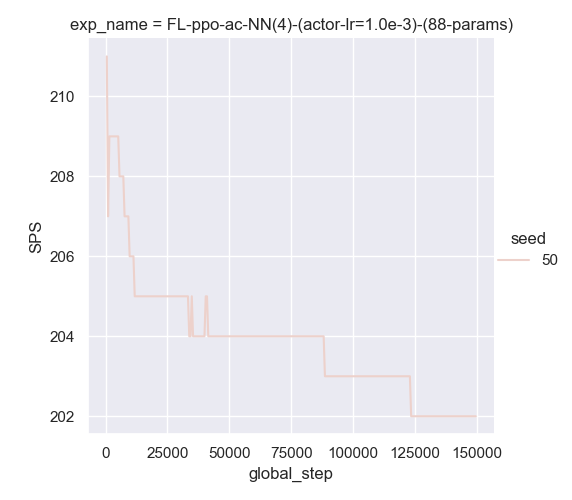 exp_name = FL-ppo-ac-NN(4)-(actor-lr=1.0e-3)-(88-params)
210
208
206
204
202
SPS
seed
50
0 25000 50000 75000 100000 125000 150000
global_step